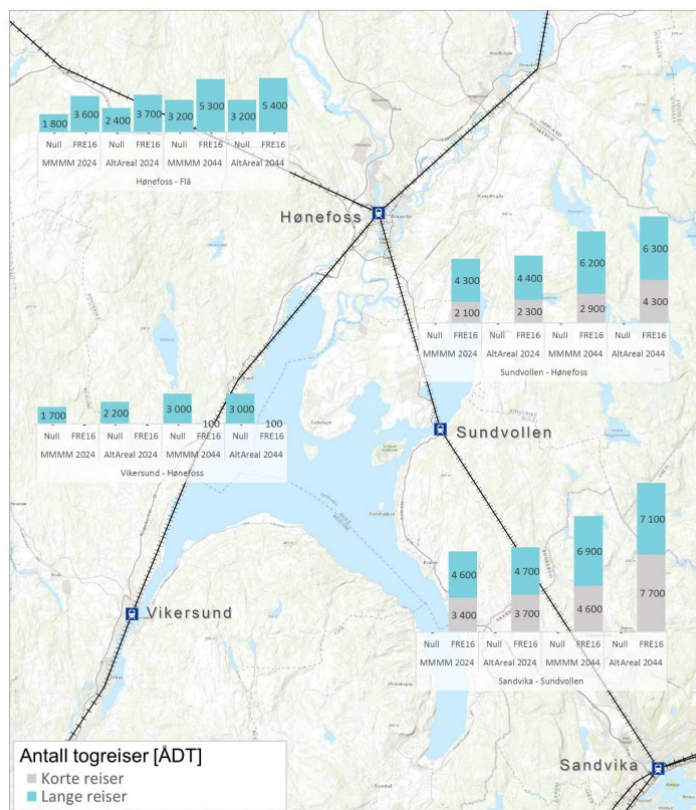 1 800 3 600 2 400 3 700 3 200 5 300 3 200 5 400
Null FRE16 Null FRE16 Null FRE16 Null FRE16
MMMM 2024 AltAreal 2024 MMMM 2044 AltAreal 2044
Hønefoss - Flå
Hønefoss
4 300 4 400 6 200 6 300
2 100 2 300 2 900 4 300
Null FRE16 Null FRE16 Null FRE16 Null FRE16
MMMM 2024 AltAreal 2024 MMMM 2044 AltAreal 2044
Sundvollen - Hønefoss
1 700 - 2 200 - 3 000 100 3 000 100
Null FRE16 Null FRE16 Null FRE16 Null FRE16
MMMM 2024 AltAreal 2024 MMMM 2044 AltAreal 2044
Vikersund - Hønefoss
Sundvollen
4 600 4 700 6 900 7 100
3 400 3 700 4 600 7 700
Null FRE16 Null FRE16 Null FRE16 Null FRE16
MMMM 2024 AltAreal 2024 MMMM 2044 AltAreal 2044
Sandvika - Sundvollen
Vikersund
Sandvika
Antall togreiser [ÅDT]
Korte reiser
Lange reiser